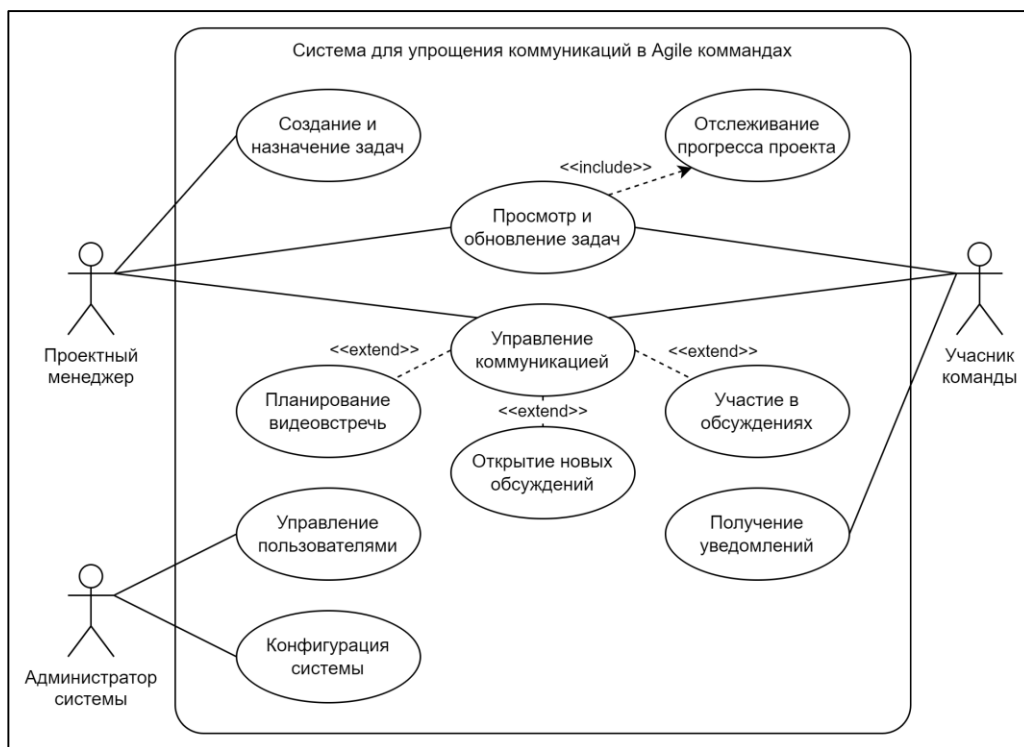 Система для упрощения коммуникаций в Agile коммандах
Создание и
назначение задач
Отслеживание
прогресса проекта
<<include>>
Просмотр и
обновление задач
Проектный
менеджер
Учасник
команды
Управление
коммуникацией
<<extend>>
<<extend>>
<<extend>>
Планирование
видеовстречь
Участие в
обсуждениях
Открытие новых
обсуждений
Управление
пользователями
Получение
уведомлений
Администратор
системы
Конфигурация
системы